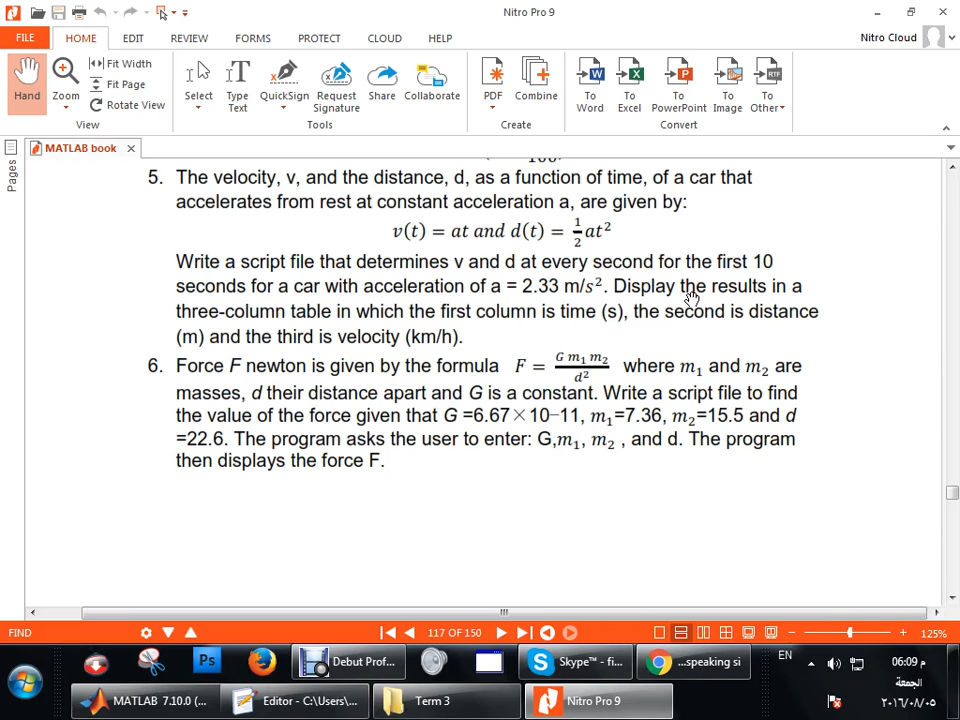 Nitro Pro 9
FILE
HOME
EDIT
REVIEW
FORMS
PROTECT
CLOUD
HELP
Nitro Cloud
Hand
Zoom
Fit Width
Fit Page
Rotate View
View
Select
Type Text
QuickSign
Request Signature
Share
Collaborate
Tools
PDF
Combine
Create
To Word
To Excel
To PowerPoint
To Image
To Other
Convert
Pages
MATLAB book
5. The velocity, v, and the distance, d, as a function of time, of a car that
accelerates from rest at constant acceleration a, are given by:
v(t) = at and d(t) = 1/2 at²
Write a script file that determines v and d at every second for the first 10
seconds for a car with acceleration of a = 2.33 m/s². Display the results in a
three-column table in which the first column is time (s), the second is distance
(m) and the third is velocity (km/h).
6. Force F newton is given by the formula F = G m₁ m₂ / d² where m₁ and m₂ are
masses, d their distance apart and G is a constant. Write a script file to find
the value of the force given that G =6.67×10−11, m₁=7.36, m₂=15.5 and d
=22.6. The program asks the user to enter: G,m₁, m₂ , and d. The program
then displays the force F.
FIND
117 OF 150
125%
Ps
Debut Prof...
Skype™ - fi...
...speaking si
EN
06:09 م
الجمعة
٢٠١٦/٠٨/٠٥
MATLAB 7.10.0 (...
Editor - C:\Users\...
Term 3
Nitro Pro 9